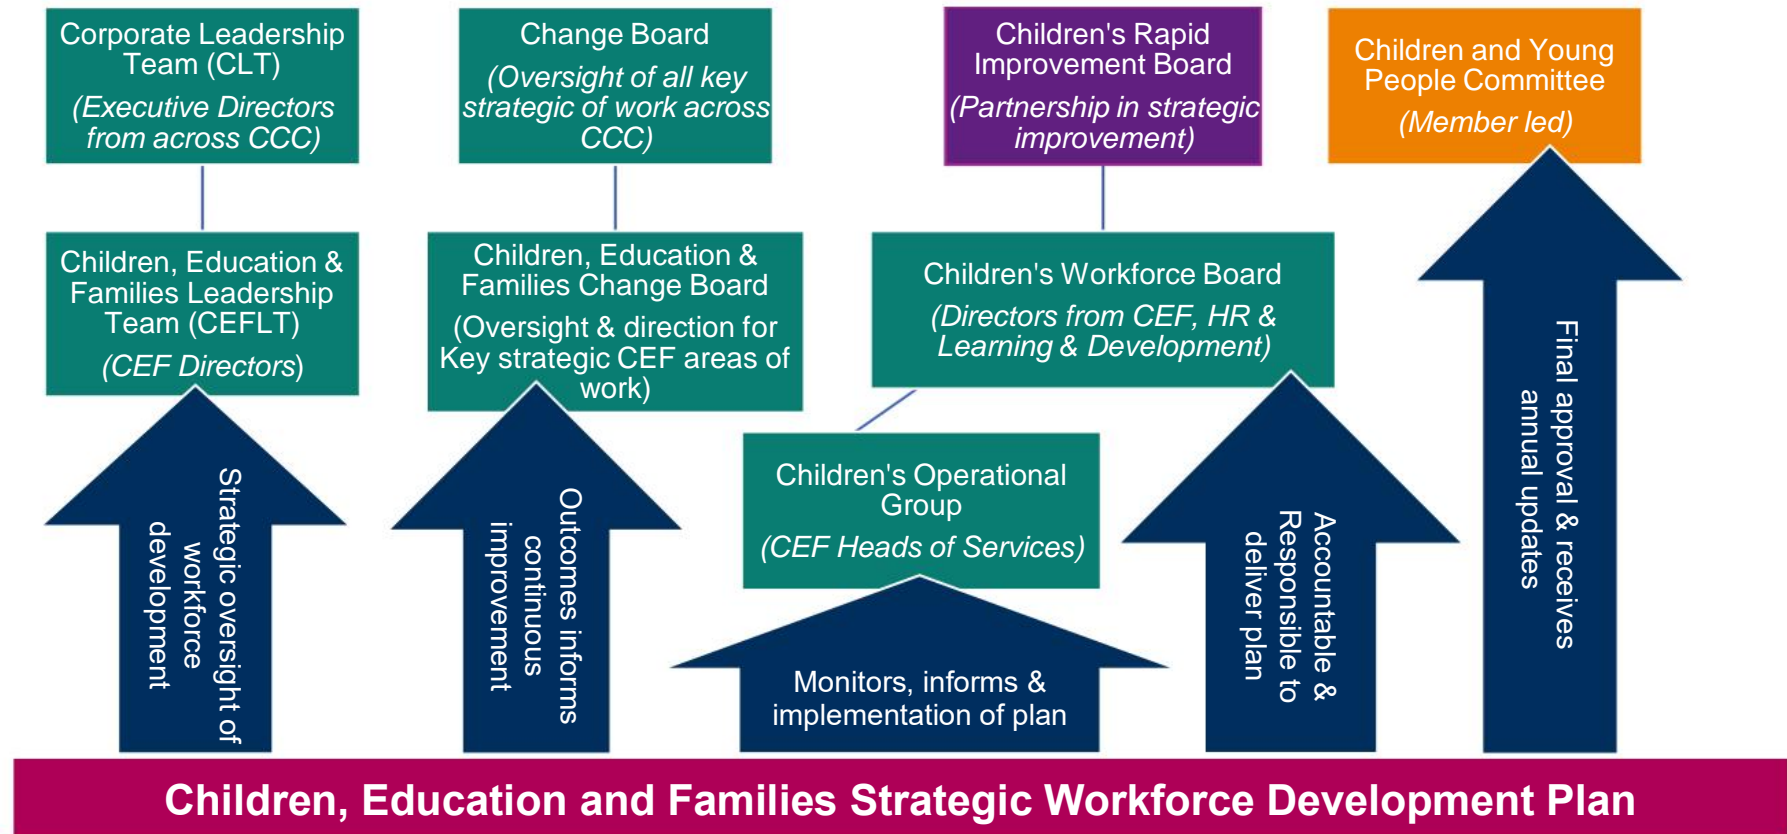 Corporate Leadership
Team (CLT)
(Executive Directors
from across CCC)
Change Board
(Oversight of all key
strategic of work across
CCC)
Children's Rapid
Improvement Board
(Partnership in strategic
improvement)
Children and Young
People Committee
(Member led)
Children, Education &
Families Leadership
Team (CEFLT)
(CEF Directors)
Children, Education &
Families Change Board
(Oversight & direction for
Key strategic CEF areas of
work)
Children's Workforce Board
(Directors from CEF, HR &
Learning & Development)
Children's Operational
Group
(CEF Heads of Services)
Strategic oversight of
workforce
development
Outcomes informs
continuous
improvement
Monitors, informs &
implementation of plan
Accountable &
Responsible to
deliver plan
Final approval & receives
annual updates
Children, Education and Families Strategic Workforce Development Plan